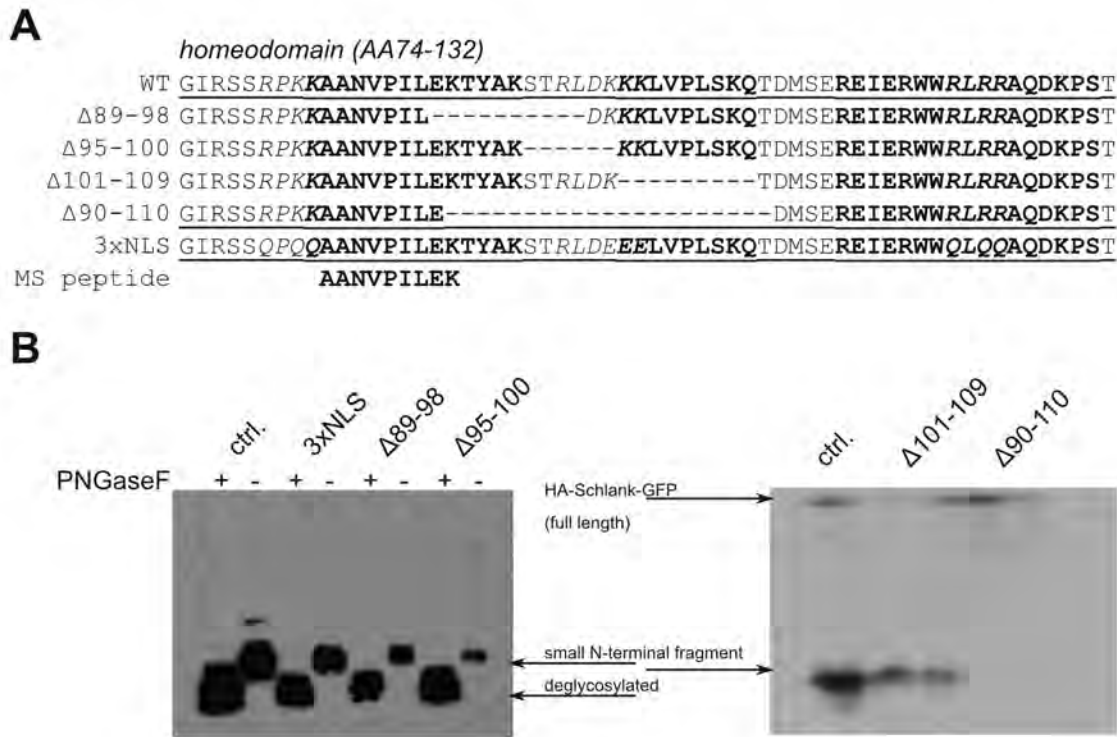 A
homeodomain (AA74-132)
WT GIRSSRPKKAANVPILEKTYAKSTRLDKKKLVPLSKQTDMSEREIERWWRLRRAQDKPST
Δ89-98 GIRSSRPKKAANVPIL----------DKKKLVPLSKQTDMSEREIERWWRLRRAQDKPST
Δ95-100 GIRSSRPKKAANVPILEKTYAK------KKLVPLSKQTDMSEREIERWWRLRRAQDKPST
Δ101-109 GIRSSRPKKAANVPILEKTYAKSTRLDK---------TDMSEREIERWWRLRRAQDKPST
Δ90-110 GIRSSRPKKAANVPILE---------------------DMSEREIERWWRLRRAQDKPST
3xNLS GIRSSQPQQAANVPILEKTYAKSTRLDEEELVPLSKQTDMSEREIERWWQLQQAQDKPST
MS peptide AANVPILEK
B
ctrl. 3xNLS Δ89-98 Δ95-100
PNGaseF + - + - + - + -
ctrl. Δ101-109 Δ90-110
HA-Schlank-GFP
(full length)
small N-terminal fragment
deglycosylated